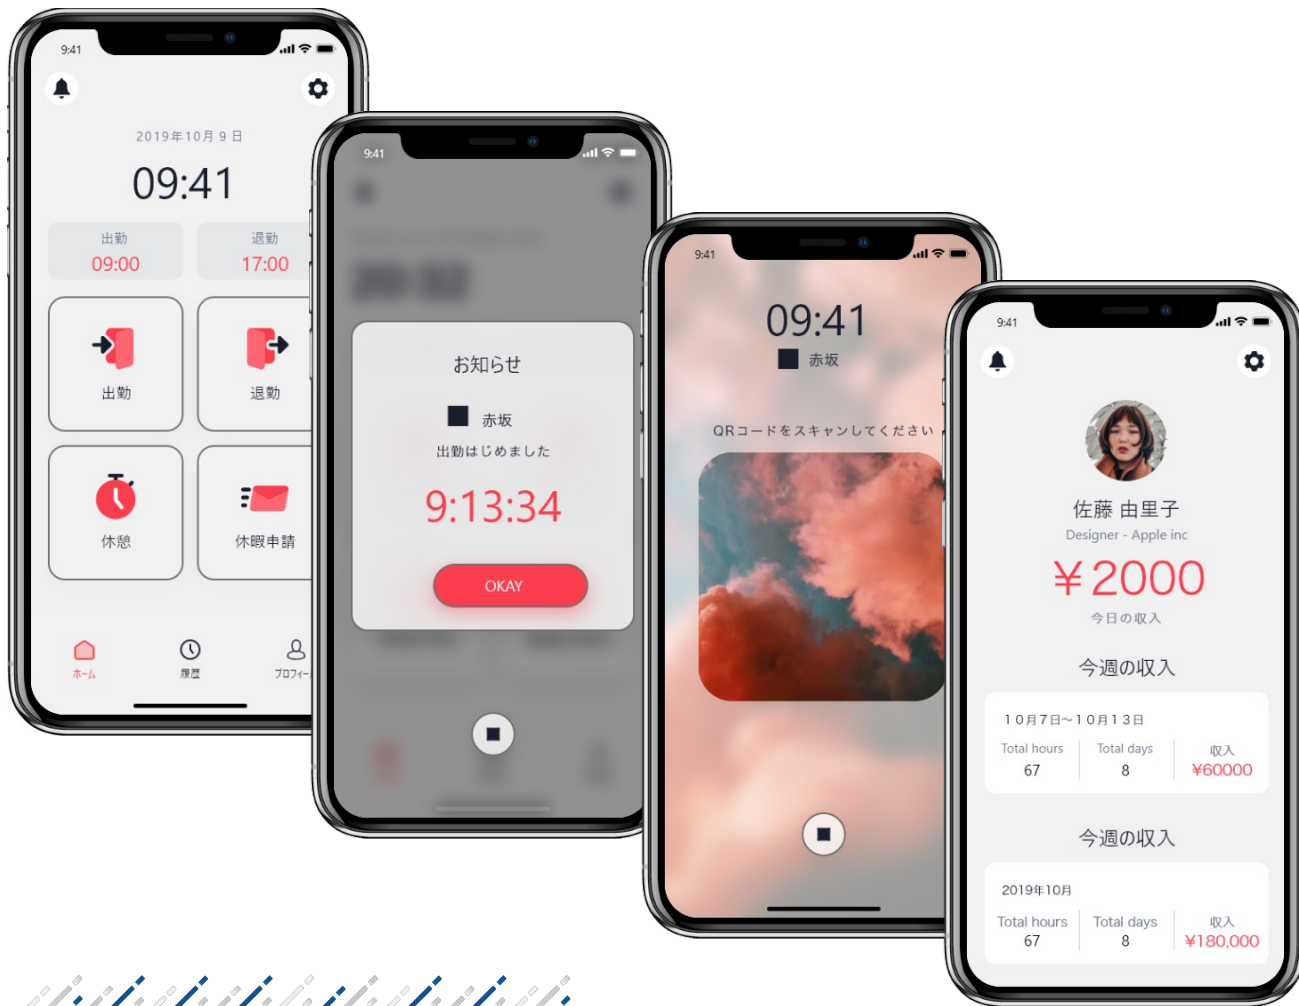 9:41
2019年10月9日
09:41
出勤
09:00
退勤
17:00
出勤
退勤
休憩
休暇申請
ホーム
履歴
9:41
お知らせ
赤坂
出勤はじめました
9:13:34
OKAY
9:41
09:41
赤坂
QRコードをスキャンしてください
9:41
佐藤 由里子
Designer - Apple inc
¥2000
今日の収入
今週の収入
10月7日~10月13日
Total hours Total days 収入
67 8 ¥60000
今週の収入
2019年10月
Total hours Total days 収入
67 8 ¥180,000